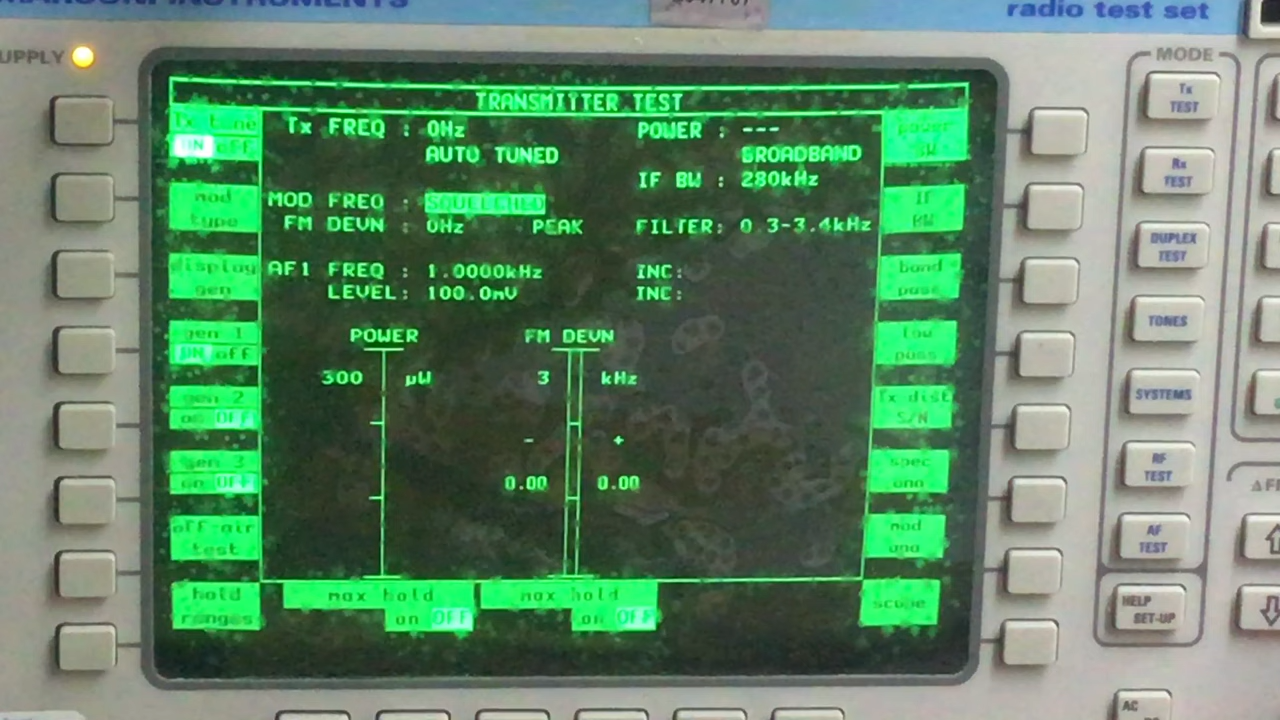 MARCONI INSTRUMENTS
radio test set
SUPPLY
TRANSMITTER TEST
Tx FREQ : 0Hz
POWER : ---
AUTO TUNED
BROADBAND
IF BW : 280kHz
MOD FREQ : SQUELCHED
FM DEVN : 0Hz PEAK
FILTER: 0.3-3.4kHz
AF1 FREQ : 1.0000kHz
INC:
LEVEL: 100.0mV
INC:
POWER
FM DEVN
300 µW
3 kHz
- +
0.00 0.00
Tx tune
ON off
mod
type
display
gen
gen 1
ON off
gen 2
on OFF
gen 3
on OFF
off-air
test
hold
ranges
max hold
on OFF
max hold
on OFF
power
IF
BW
band
pass
low
pass
Tx dist
S/N
spec
ana
mod
ana
scope
MODE
Tx
TEST
Rx
TEST
DUPLEX
TEST
TONES
SYSTEMS
RF
TEST
AF
TEST
HELP
SET-UP
AC